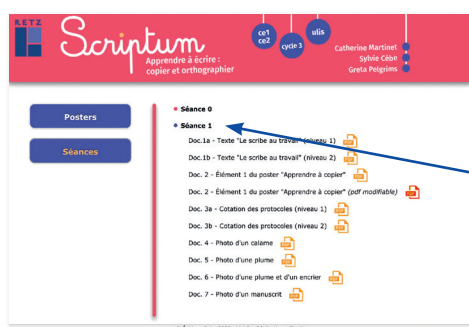 RETZ
Scriptum
Apprendre à écrire :
copier et orthographier
ce1
ce2
cycle 3
ulis
Catherine Martinet
Sylvie Cèbe
Greta Pelgrims
Posters
Séances
Séance 0
Séance 1
Doc.1a - Texte "Le scribe au travail" (niveau 1)
Doc.1b - Texte "Le scribe au travail" (niveau 2)
Doc. 2 - Élément 1 du poster "Apprendre à copier"
Doc. 2 - Élément 1 du poster "Apprendre à copier" (pdf modifiable)
Doc. 3a - Cotation des protocoles (niveau 1)
Doc. 3b - Cotation des protocoles (niveau 2)
Doc. 4 - Photo d'un calame
Doc. 5 - Photo d'une plume
Doc. 6 - Photo d'une plume et d'un encrier
Doc. 7 - Photo d'un manuscrit